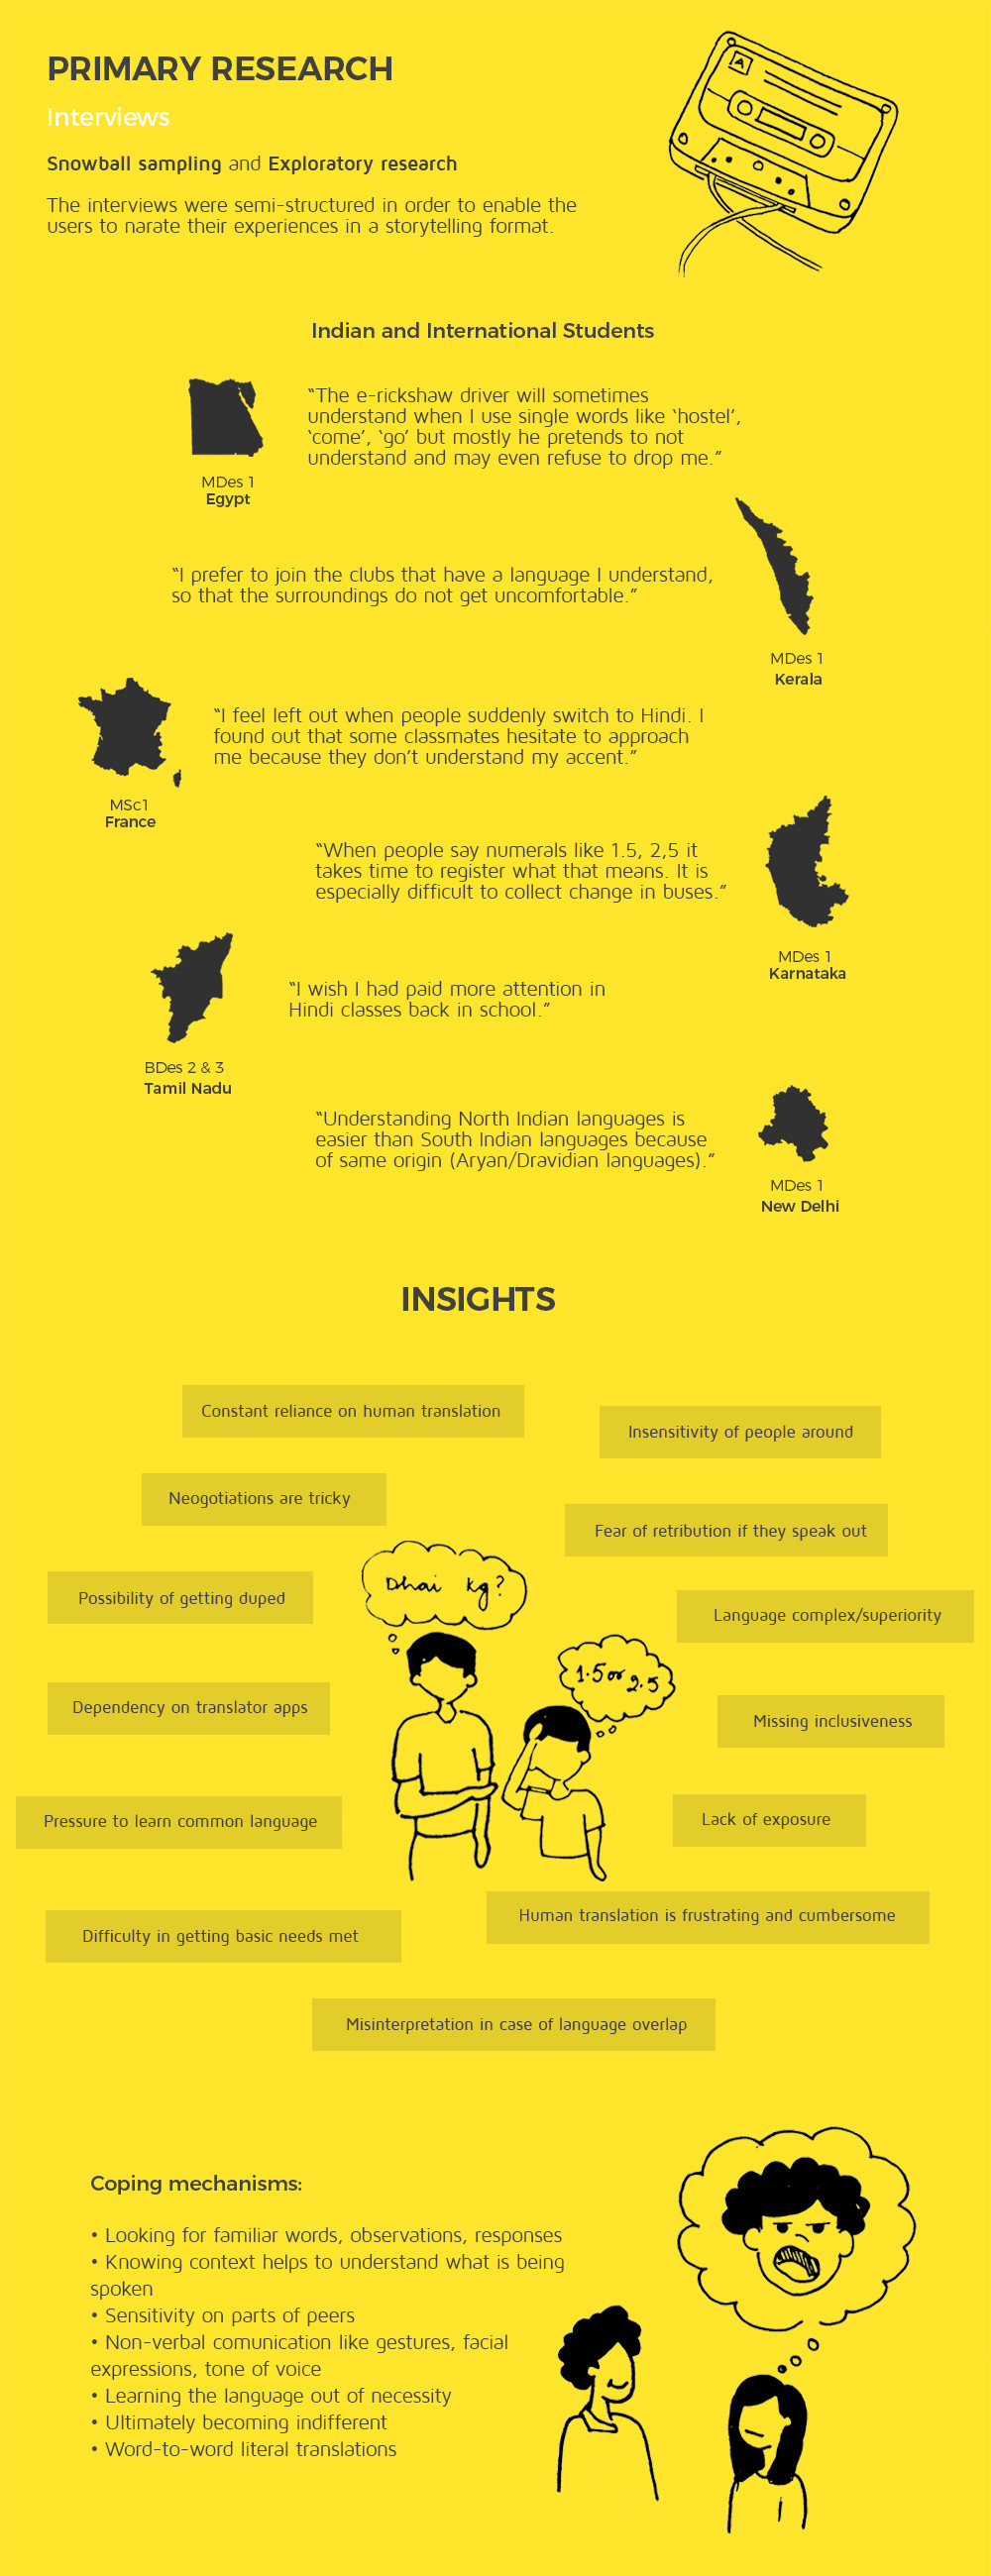 PRIMARY RESEARCH
Interviews
Snowball sampling and Exploratory research
The interviews were semi-structured in order to enable the
users to narate their experiences in a storytelling format.
A
Indian and International Students
“The e-rickshaw driver will sometimes
understand when I use single words like ‘hostel’,
‘come’, ‘go’ but mostly he pretends to not
understand and may even refuse to drop me.”
MDes 1
Egypt
“I prefer to join the clubs that have a language I understand,
so that the surroundings do not get uncomfortable.”
MDes 1
Kerala
“I feel left out when people suddenly switch to Hindi. I
found out that some classmates hesitate to approach
me because they don’t understand my accent.”
MSc1
France
“When people say numerals like 1.5, 2,5 it
takes time to register what that means. It is
especially difficult to collect change in buses.”
MDes 1
Karnataka
“I wish I had paid more attention in
Hindi classes back in school.”
BDes 2 & 3
Tamil Nadu
“Understanding North Indian languages is
easier than South Indian languages because
of same origin (Aryan/Dravidian languages).”
MDes 1
New Delhi
INSIGHTS
Constant reliance on human translation
Insensitivity of people around
Neogotiations are tricky
Fear of retribution if they speak out
Dhai kg?
Possibility of getting duped
Language complex/superiority
1.5 or 2.5
Dependency on translator apps
Missing inclusiveness
Pressure to learn common language
Lack of exposure
Human translation is frustrating and cumbersome
Difficulty in getting basic needs met
Misinterpretation in case of language overlap
Coping mechanisms:
• Looking for familiar words, observations, responses
• Knowing context helps to understand what is being
spoken
• Sensitivity on parts of peers
• Non-verbal comunication like gestures, facial
expressions, tone of voice
• Learning the language out of necessity
• Ultimately becoming indifferent
• Word-to-word literal translations